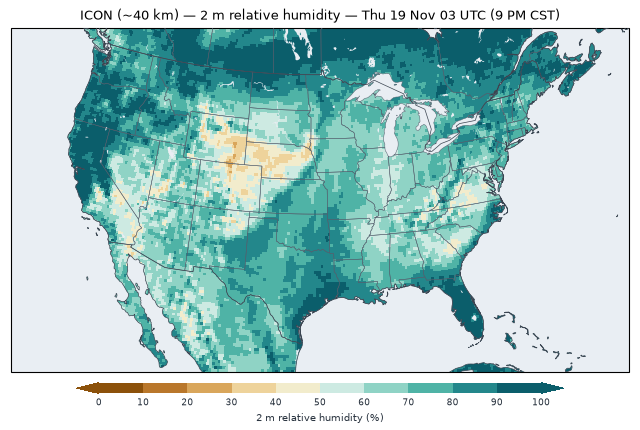 ICON (~40 km) — 2 m relative humidity — Thu 19 Nov 03 UTC (9 PM CST)
0 10 20 30 40 50 60 70 80 90 100
2 m relative humidity (%)